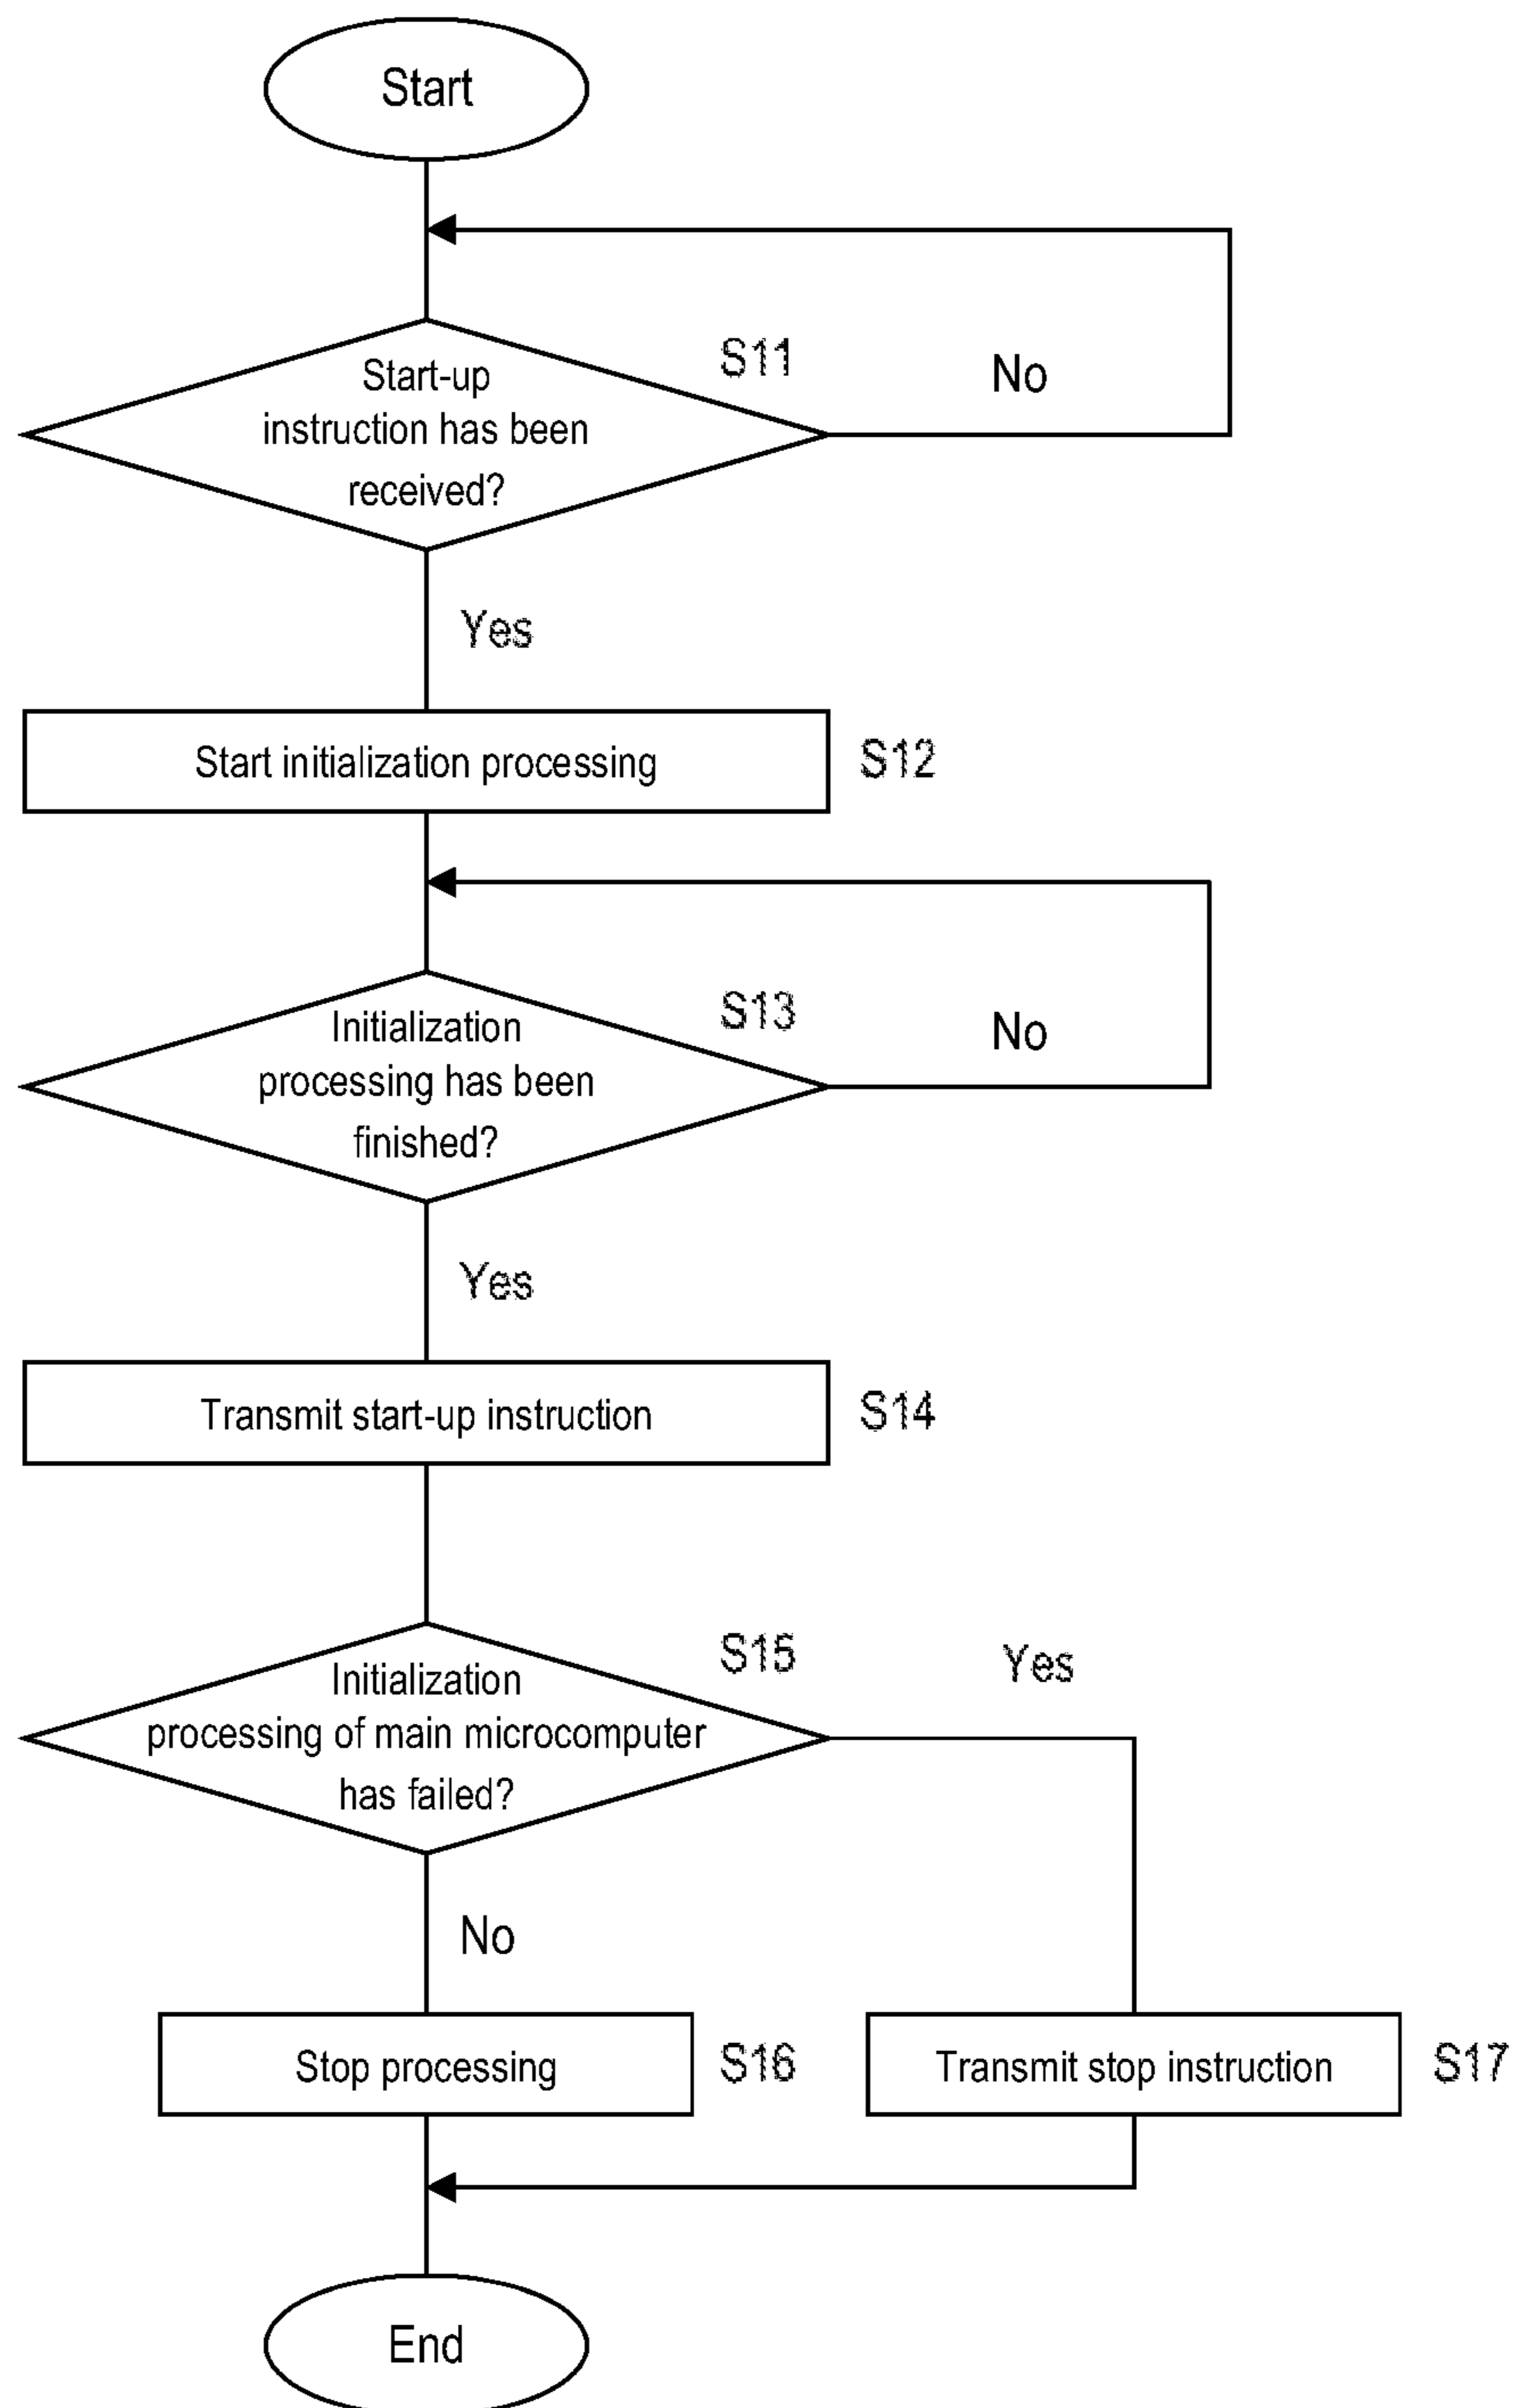 Start
Start-up
instruction has been
received?
S11
No
Yes
Start initialization processing
S12
Initialization
processing has been
finished?
S13
No
Yes
Transmit start-up instruction
S14
Initialization
processing of main microcomputer
has failed?
S15
Yes
No
Stop processing
S16
Transmit stop instruction
S17
End